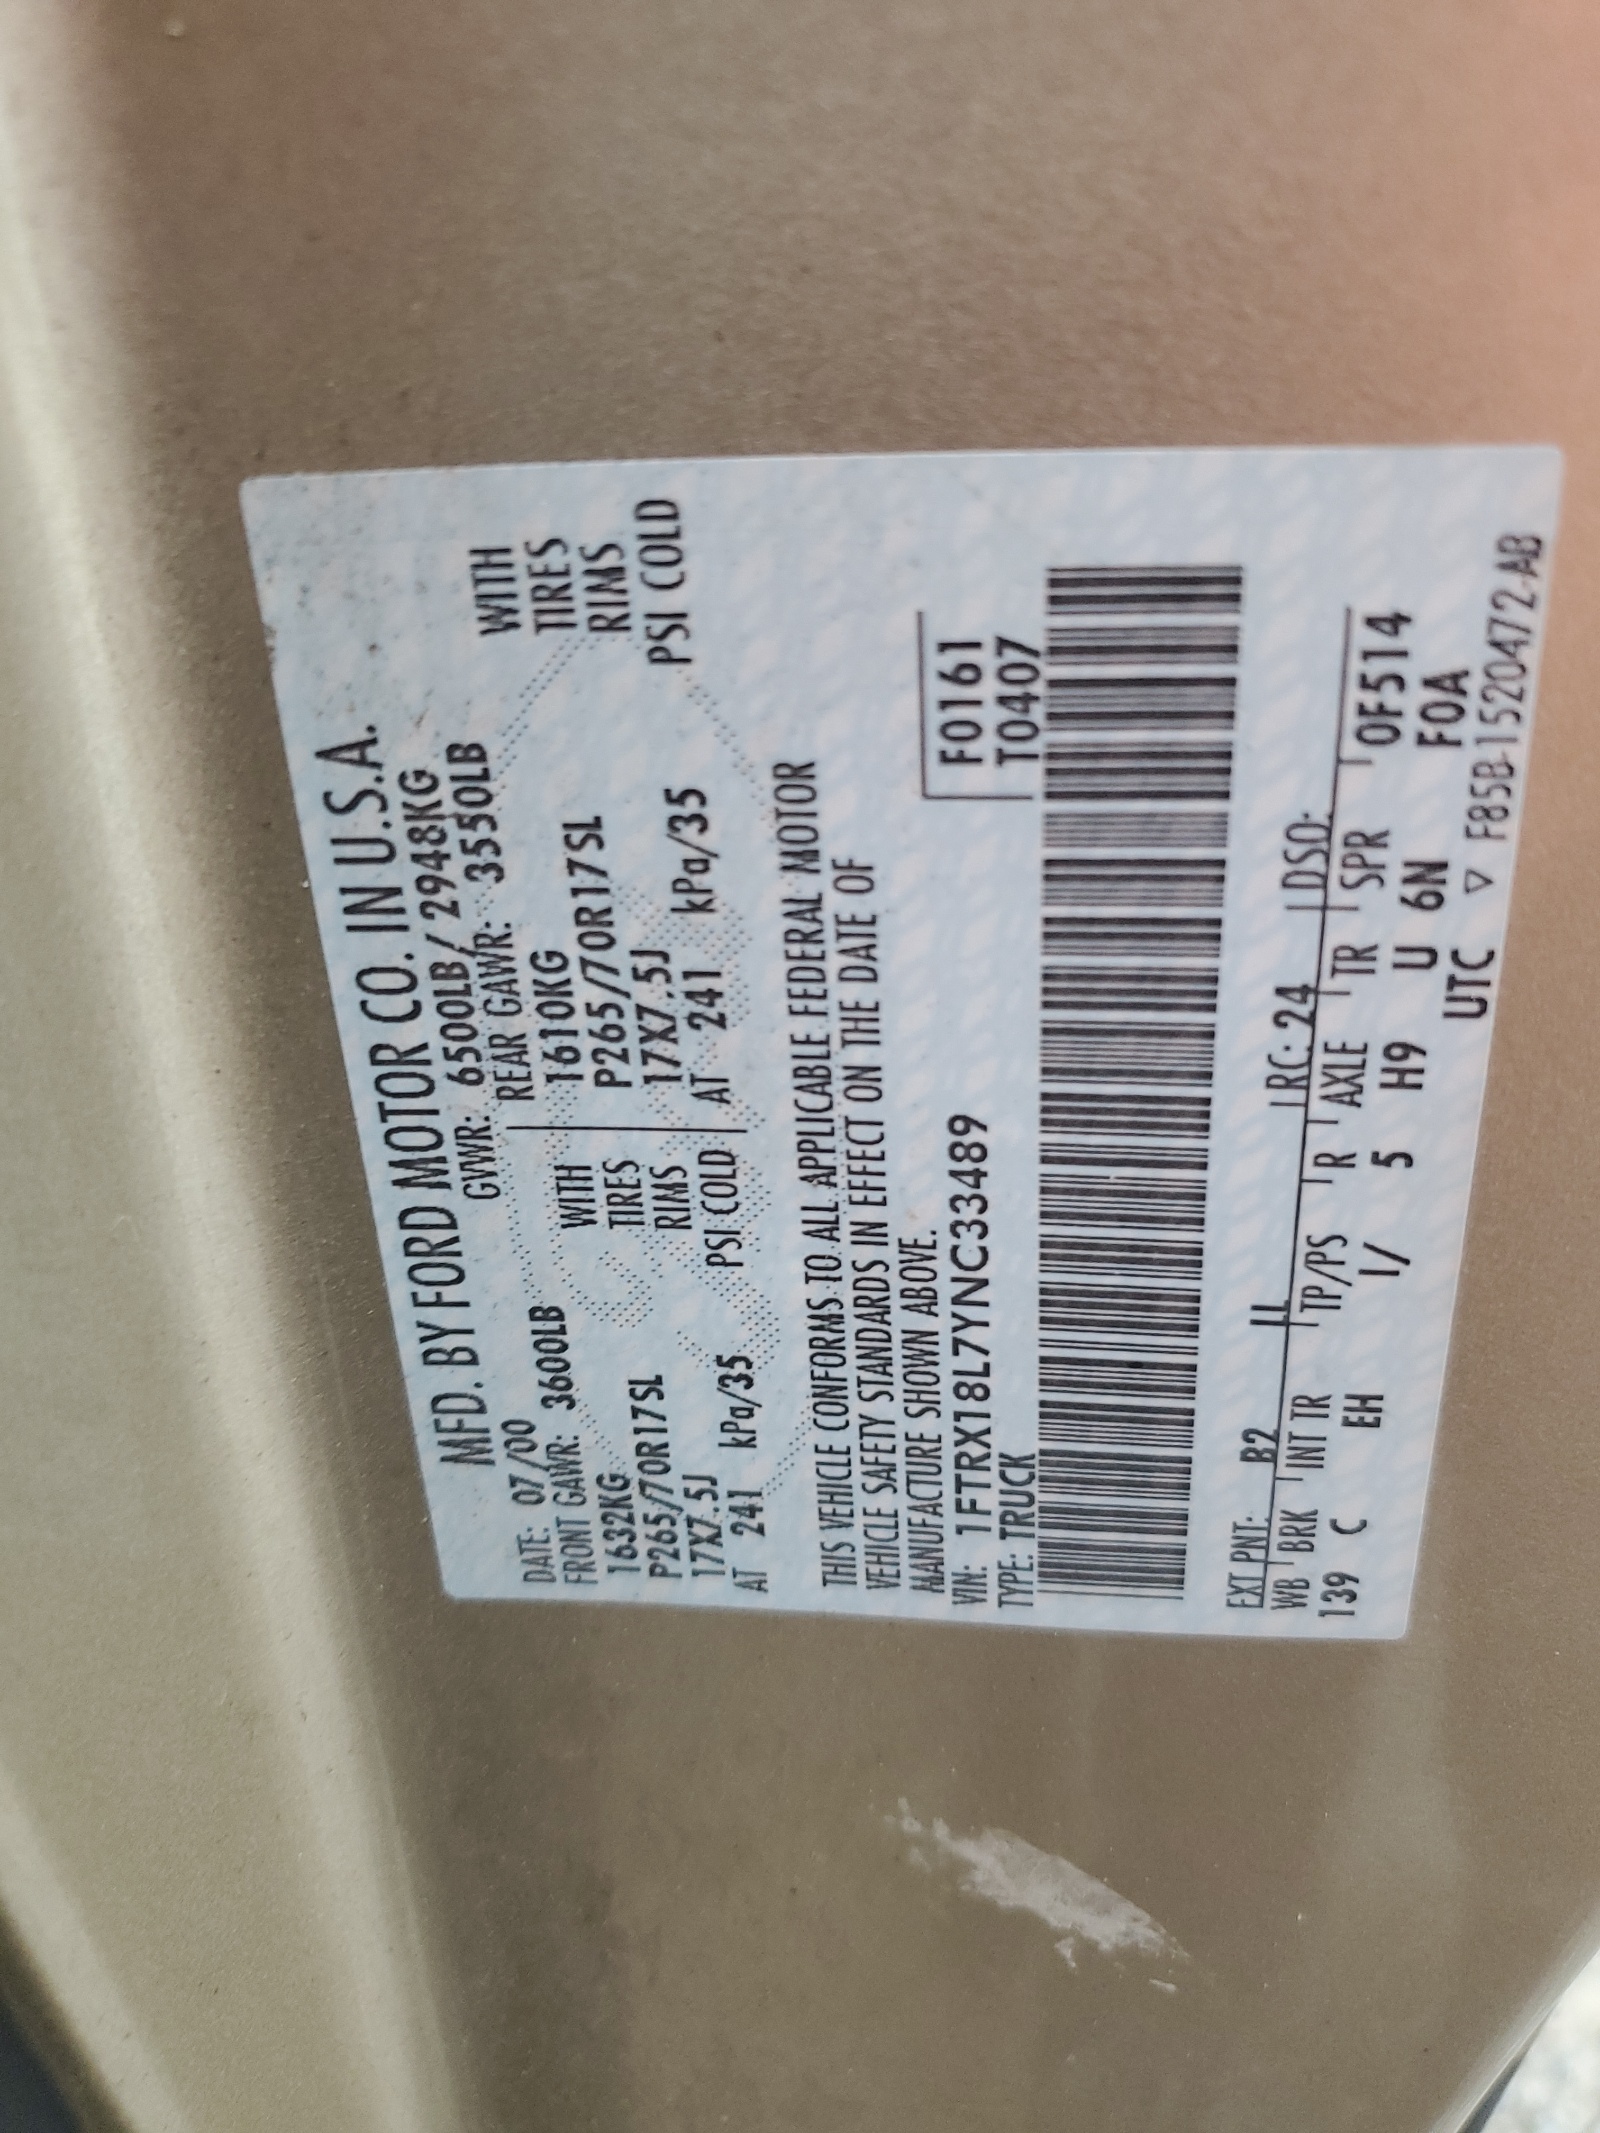 MFD. BY FORD MOTOR CO. IN U.S.A.
DATE: 07/00 GVWR: 6500LB/ 2948KG
FRONT GAWR: 3600LB REAR GAWR: 3550LB
1632KG WITH 1610KG WITH
P265/70R17SL TIRES P265/70R17SL TIRES
17X7.5J RIMS 17X7.5J RIMS
AT 241 kPa/35 PSI COLD AT 241 kPa/35 PSI COLD
THIS VEHICLE CONFORMS TO ALL APPLICABLE FEDERAL MOTOR
VEHICLE SAFETY STANDARDS IN EFFECT ON THE DATE OF
MANUFACTURE SHOWN ABOVE.
VIN: 1FTRX18L7YNC33489 F0161
TYPE: TRUCK T0407
EXT PNT: B2 LL RC: 24 DSO:
WB BRK INT TR TP/PS R AXLE TR SPR 0F514
139 C EH 1/ 5 H9 U 6N F0A
UTC ▽ F85B-1520472-AB